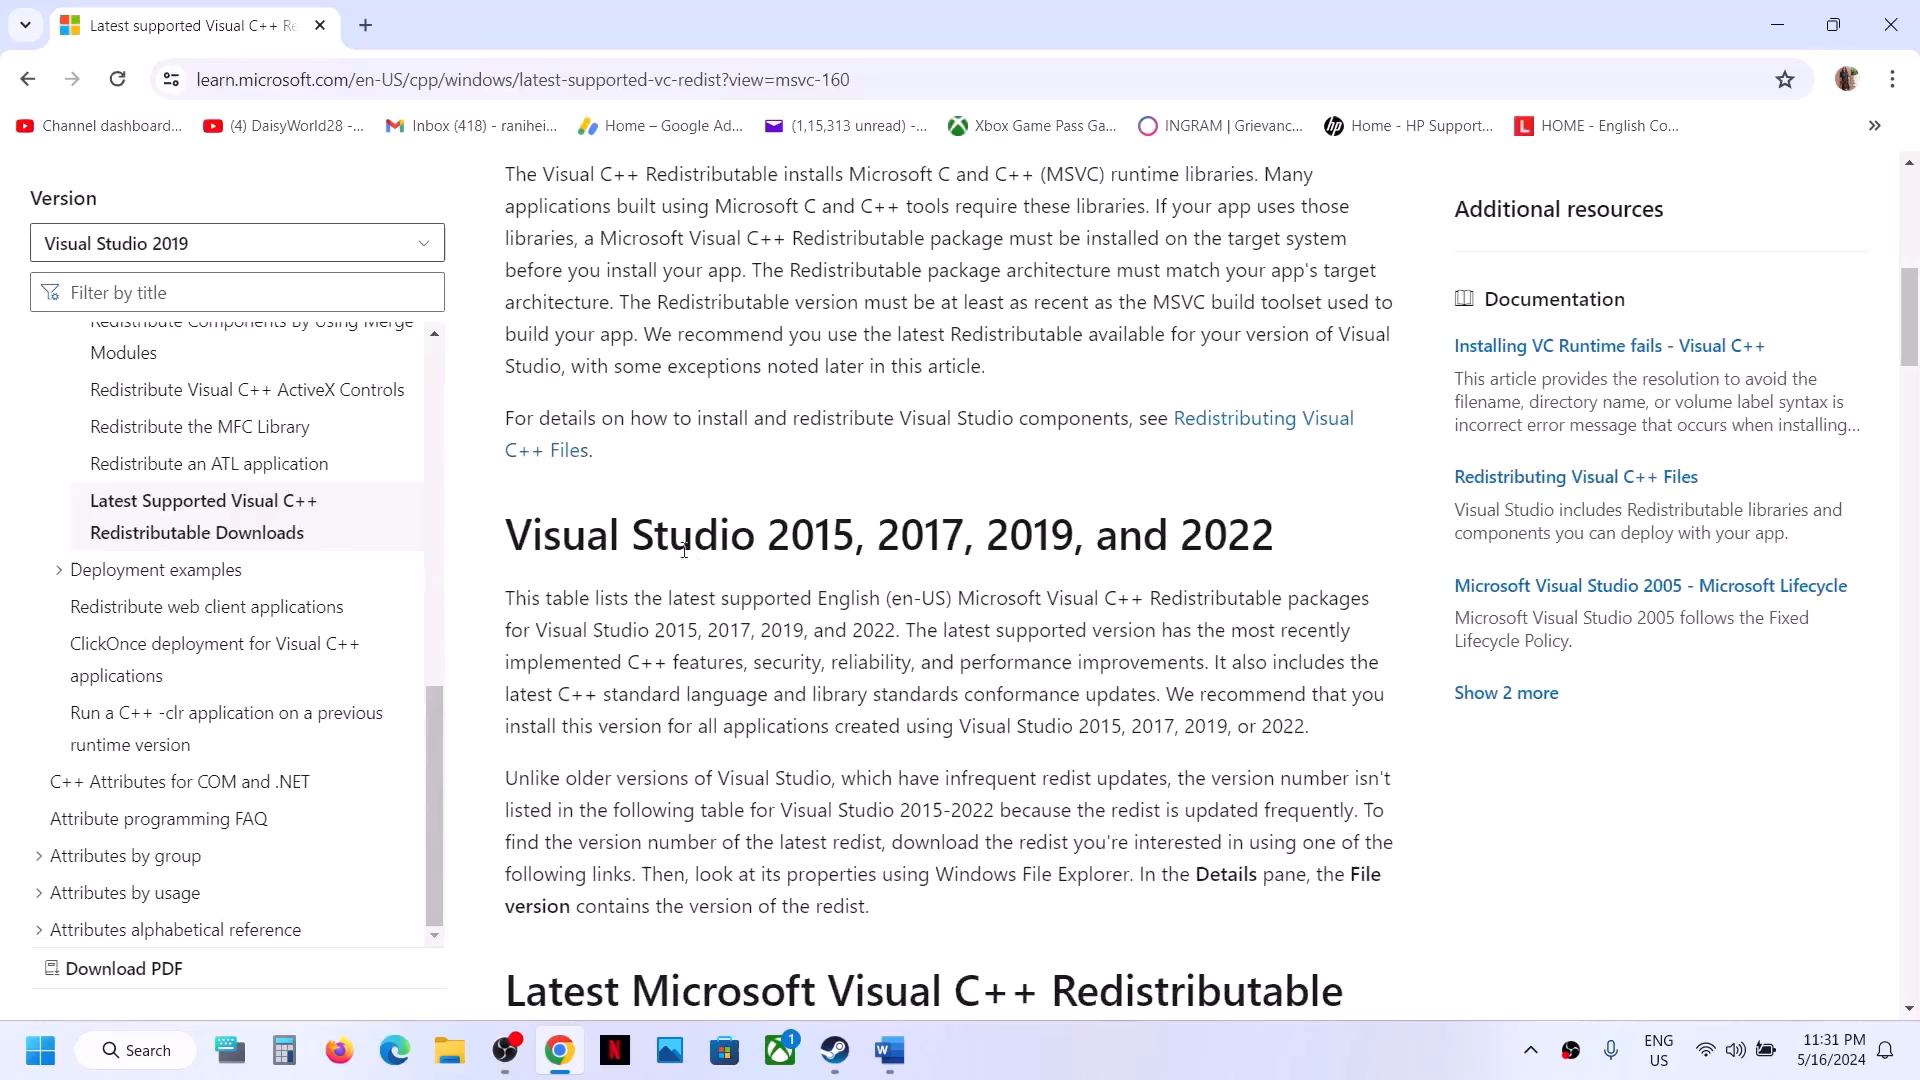 Latest supported Visual C++ Re
learn.microsoft.com/en-US/cpp/windows/latest-supported-vc-redist?view=msvc-160
Channel dashboard...
(4) DaisyWorld28 -...
Inbox (418) - ranihei...
Home – Google Ad...
(1,15,313 unread) -...
Xbox Game Pass Ga...
INGRAM | Grievanc...
Home - HP Support...
HOME - English Co...
Version
Visual Studio 2019
Filter by title
Redistribute Components By Using Merge
Modules
Redistribute Visual C++ ActiveX Controls
Redistribute the MFC Library
Redistribute an ATL application
Latest Supported Visual C++
Redistributable Downloads
Deployment examples
Redistribute web client applications
ClickOnce deployment for Visual C++
applications
Run a C++ -clr application on a previous
runtime version
C++ Attributes for COM and .NET
Attribute programming FAQ
Attributes by group
Attributes by usage
Attributes alphabetical reference
Download PDF
The Visual C++ Redistributable installs Microsoft C and C++ (MSVC) runtime libraries. Many
applications built using Microsoft C and C++ tools require these libraries. If your app uses those
libraries, a Microsoft Visual C++ Redistributable package must be installed on the target system
before you install your app. The Redistributable package architecture must match your app's target
architecture. The Redistributable version must be at least as recent as the MSVC build toolset used to
build your app. We recommend you use the latest Redistributable available for your version of Visual
Studio, with some exceptions noted later in this article.
For details on how to install and redistribute Visual Studio components, see Redistributing Visual
C++ Files.
Visual Studio 2015, 2017, 2019, and 2022
This table lists the latest supported English (en-US) Microsoft Visual C++ Redistributable packages
for Visual Studio 2015, 2017, 2019, and 2022. The latest supported version has the most recently
implemented C++ features, security, reliability, and performance improvements. It also includes the
latest C++ standard language and library standards conformance updates. We recommend that you
install this version for all applications created using Visual Studio 2015, 2017, 2019, or 2022.
Unlike older versions of Visual Studio, which have infrequent redist updates, the version number isn't
listed in the following table for Visual Studio 2015-2022 because the redist is updated frequently. To
find the version number of the latest redist, download the redist you're interested in using one of the
following links. Then, look at its properties using Windows File Explorer. In the Details pane, the File
version contains the version of the redist.
Latest Microsoft Visual C++ Redistributable
Additional resources
Documentation
Installing VC Runtime fails - Visual C++
This article provides the resolution to avoid the
filename, directory name, or volume label syntax is
incorrect error message that occurs when installing...
Redistributing Visual C++ Files
Visual Studio includes Redistributable libraries and
components you can deploy with your app.
Microsoft Visual Studio 2005 - Microsoft Lifecycle
Microsoft Visual Studio 2005 follows the Fixed
Lifecycle Policy.
Show 2 more
Search
1
ENG
US
11:31 PM
5/16/2024